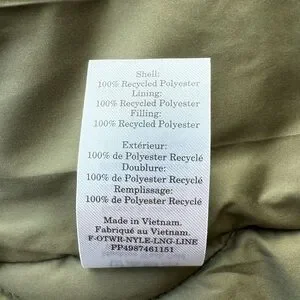 Shell:
100% Recycled Polyester
Lining:
100% Recycled Polyester
Filling:
100% Recycled Polyester
Extérieur:
100% de Polyester Recyclé
Doublure:
100% de Polyester Recyclé
Remplissage:
100% de Polyester Recyclé
Made in Vietnam.
Fabriqué au Vietnam.
F-OTWR-NYLE-LNG-LINE
PP4987461151